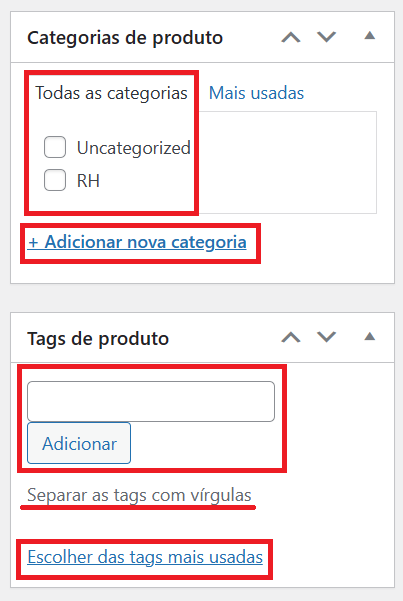 Categorias de produto
Todas as categorias Mais usadas
Uncategorized
RH
+ Adicionar nova categoria
Tags de produto
Adicionar
Separar as tags com vírgulas
Escolher das tags mais usadas